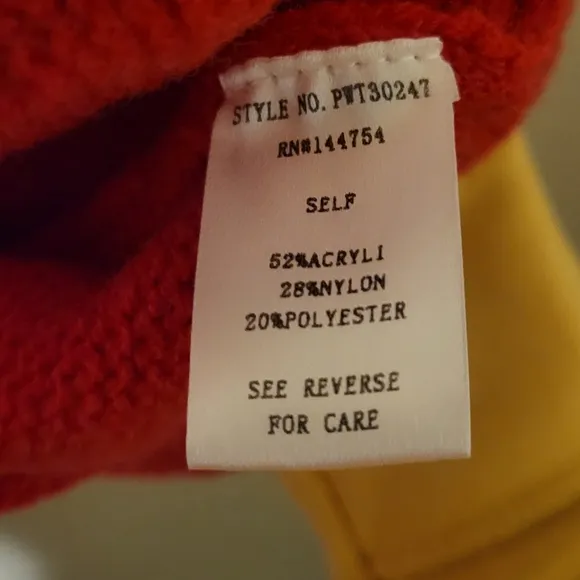 STYLE NO. PWT30247
RN#144754
SELF
52%ACRYLI
28%NYLON
20%POLYESTER
SEE REVERSE
FOR CARE